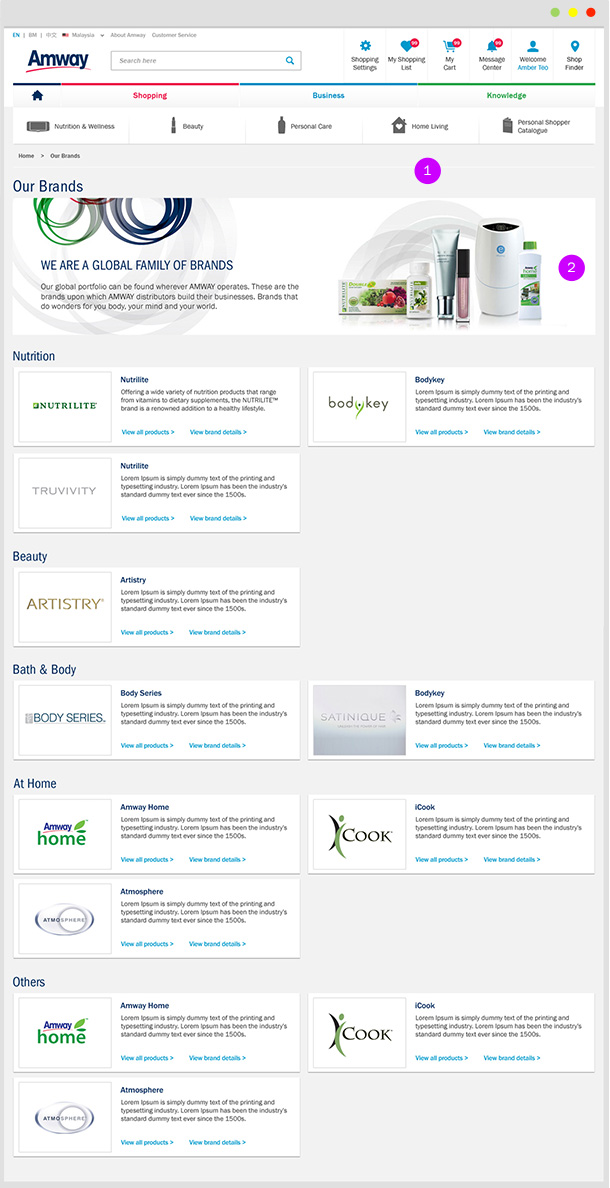 EN | BM | 中文 Malaysia About Amway Customer Service
Amway
Search here
Shopping Settings
99
My Shopping List
99
My Cart
99
Message Center
Welcome Amber Teo
Shop Finder
Shopping Business Knowledge
Nutrition & Wellness Beauty Personal Care Home Living Personal Shopper Catalogue
Home > Our Brands
1
Our Brands
WE ARE A GLOBAL FAMILY OF BRANDS
Our global portfolio can be found wherever AMWAY operates. These are the
brands upon which AMWAY distributors build their businesses. Brands that
do wonders for you body, your mind and your world.
2
Nutrition
NUTRILITE
Nutrilite
Offering a wide variety of nutrition products that range
from vitamins to dietary supplements, the NUTRILITE™
brand is a renowned addition to a healthy lifestyle.
View all products > View brand details >
bodykey
Bodykey
Lorem Ipsum is simply dummy text of the printing and
typesetting industry. Lorem Ipsum has been the industry's
standard dummy text ever since the 1500s.
View all products > View brand details >
TRUVIVITY
Nutrilite
Lorem Ipsum is simply dummy text of the printing and
typesetting industry. Lorem Ipsum has been the industry's
standard dummy text ever since the 1500s.
View all products > View brand details >
Beauty
ARTISTRY
Artistry
Lorem Ipsum is simply dummy text of the printing and
typesetting industry. Lorem Ipsum has been the industry's
standard dummy text ever since the 1500s.
View all products > View brand details >
Bath & Body
BODY SERIES
Body Series
Lorem Ipsum is simply dummy text of the printing and
typesetting industry. Lorem Ipsum has been the industry's
standard dummy text ever since the 1500s.
View all products > View brand details >
SATINIQUE
Bodykey
Lorem Ipsum is simply dummy text of the printing and
typesetting industry. Lorem Ipsum has been the industry's
standard dummy text ever since the 1500s.
View all products > View brand details >
At Home
Amway
home
Amway Home
Lorem Ipsum is simply dummy text of the printing and
typesetting industry. Lorem Ipsum has been the industry's
standard dummy text ever since the 1500s.
View all products > View brand details >
iCOOK
iCook
Lorem Ipsum is simply dummy text of the printing and
typesetting industry. Lorem Ipsum has been the industry's
standard dummy text ever since the 1500s.
View all products > View brand details >
ATMOSPHERE
Atmosphere
Lorem Ipsum is simply dummy text of the printing and
typesetting industry. Lorem Ipsum has been the industry's
standard dummy text ever since the 1500s.
View all products > View brand details >
Others
Amway
home
Amway Home
Lorem Ipsum is simply dummy text of the printing and
typesetting industry. Lorem Ipsum has been the industry's
standard dummy text ever since the 1500s.
View all products > View brand details >
iCOOK
iCook
Lorem Ipsum is simply dummy text of the printing and
typesetting industry. Lorem Ipsum has been the industry's
standard dummy text ever since the 1500s.
View all products > View brand details >
ATMOSPHERE
Atmosphere
Lorem Ipsum is simply dummy text of the printing and
typesetting industry. Lorem Ipsum has been the industry's
standard dummy text ever since the 1500s.
View all products > View brand details >